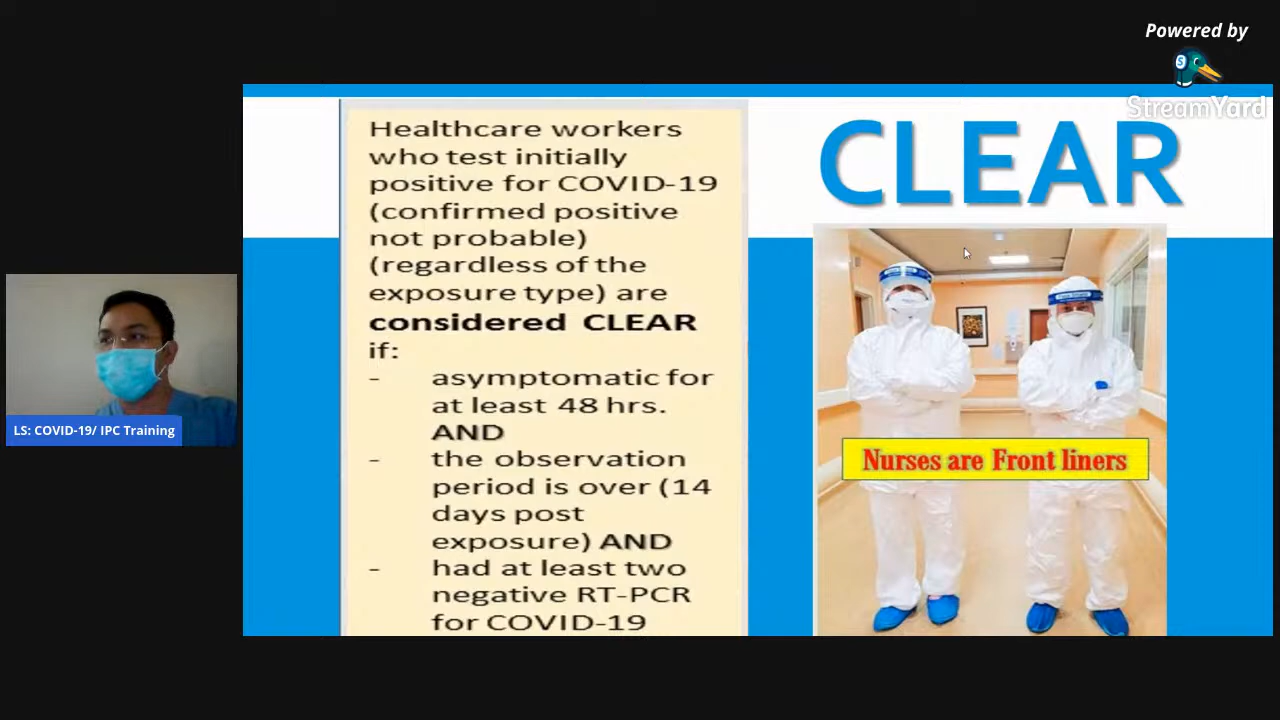 Powered by
StreamYard
CLEAR
Healthcare workers
who test initially
positive for COVID-19
(confirmed positive
not probable)
(regardless of the
exposure type) are
considered CLEAR
if:
- asymptomatic for
at least 48 hrs.
AND
- the observation
period is over (14
days post
exposure) AND
- had at least two
negative RT-PCR
for COVID-19
Nurses are Front liners
LS: COVID-19/ IPC Training